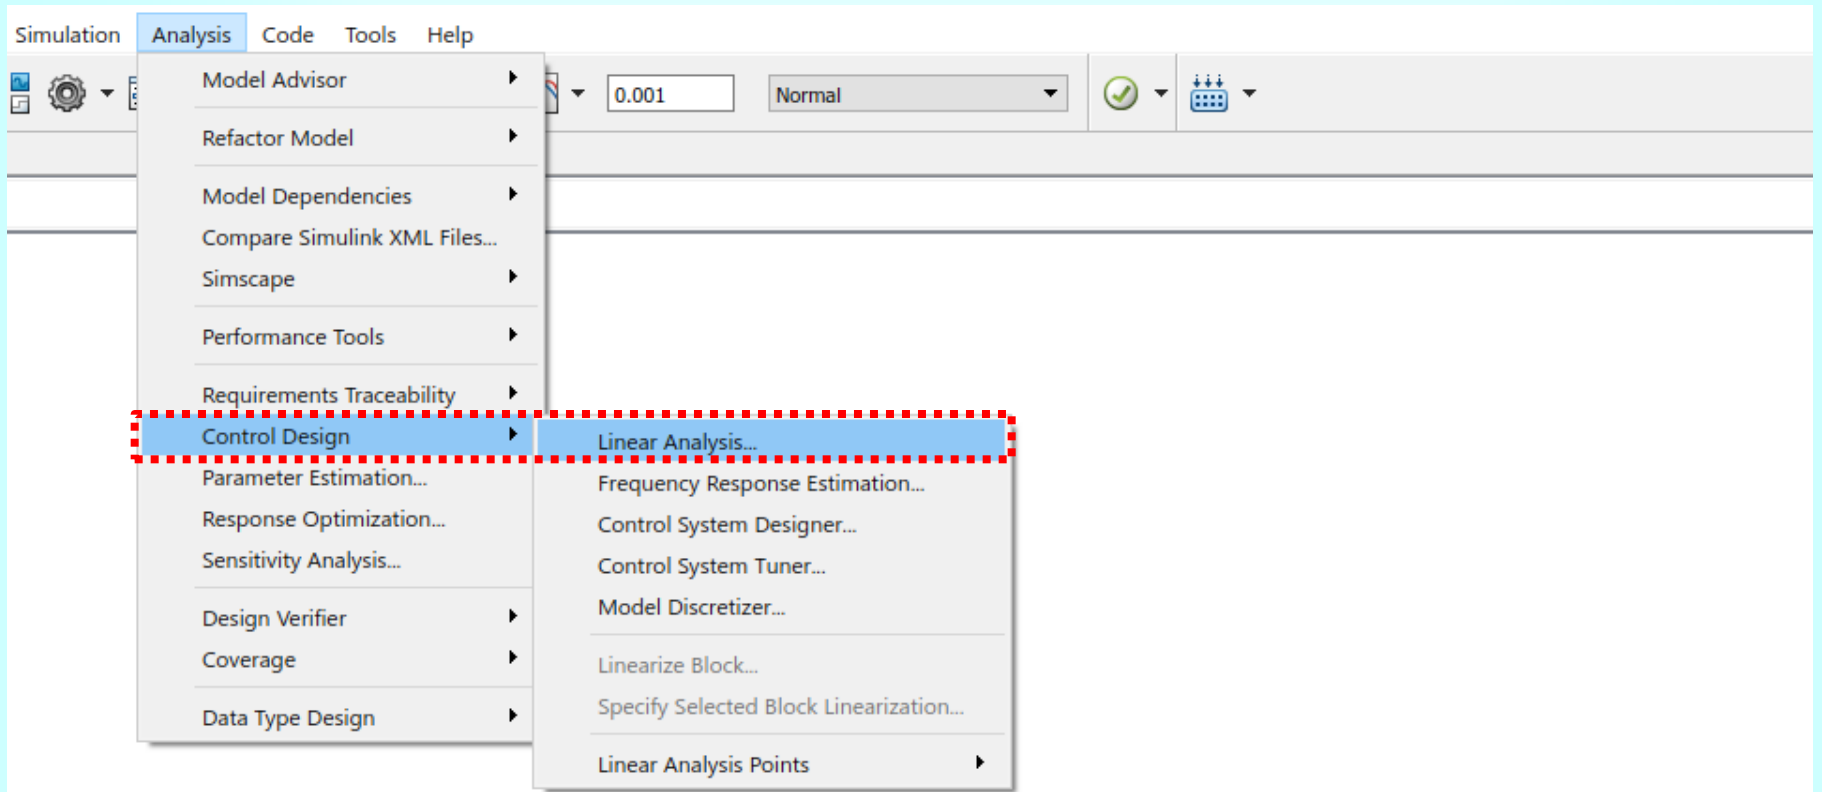 Simulation Analysis Code Tools Help
0.001 Normal
Model Advisor
Refactor Model
Model Dependencies
Compare Simulink XML Files...
Simscape
Performance Tools
Requirements Traceability
Control Design
Parameter Estimation...
Response Optimization...
Sensitivity Analysis...
Design Verifier
Coverage
Data Type Design
Linear Analysis...
Frequency Response Estimation...
Control System Designer...
Control System Tuner...
Model Discretizer...
Linearize Block...
Specify Selected Block Linearization...
Linear Analysis Points